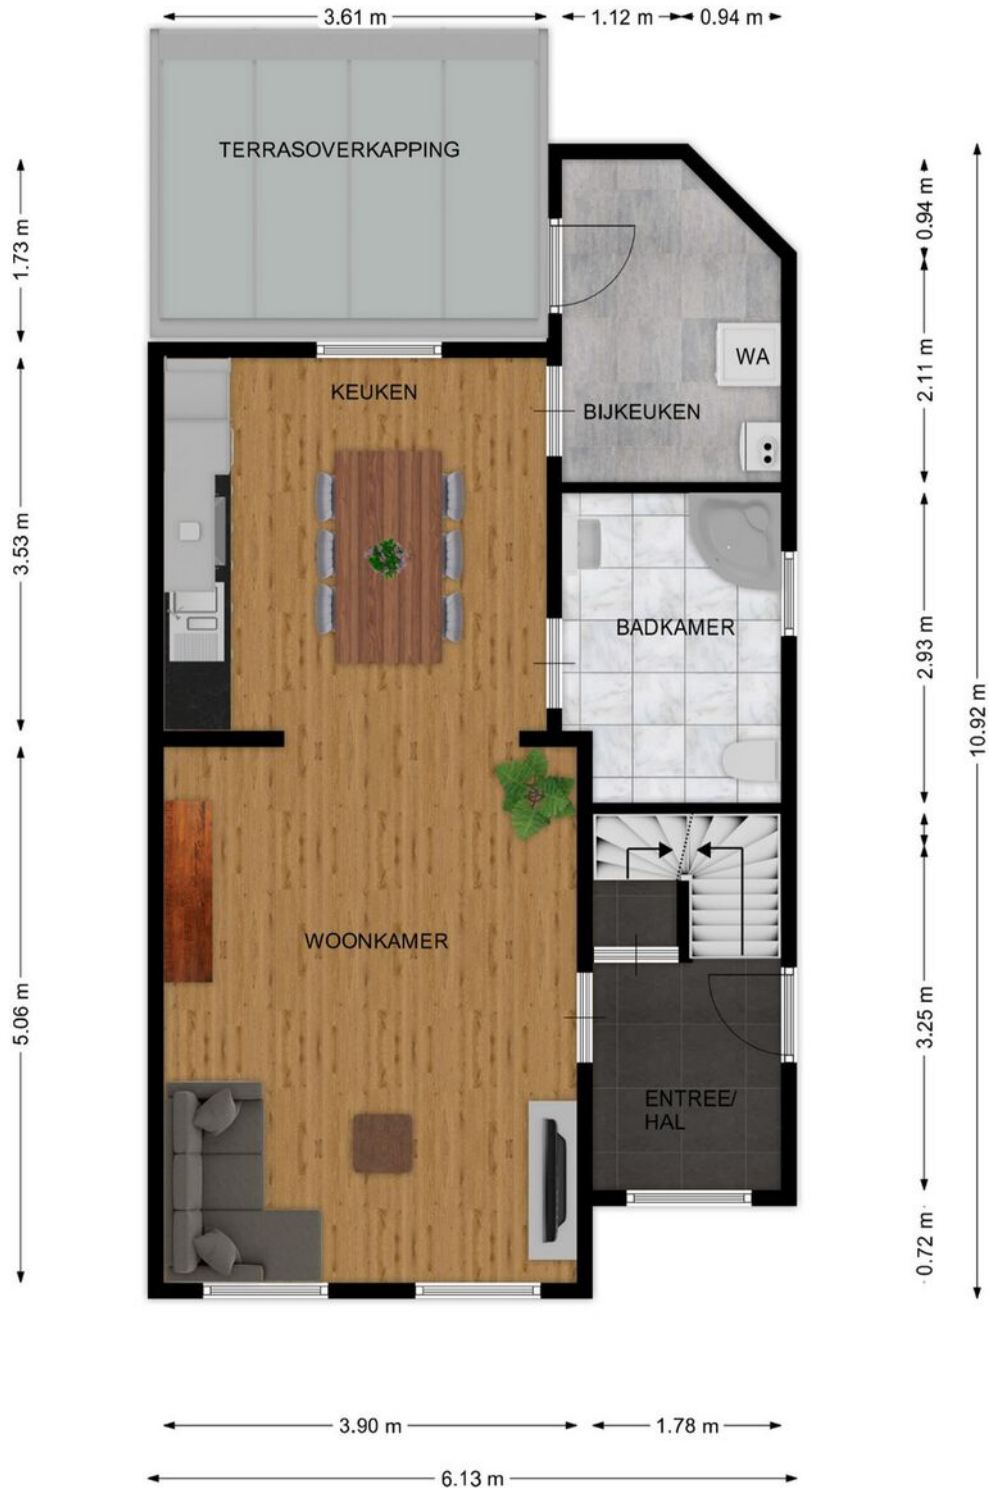 3.61 m
1.12 m
0.94 m
TERRASOVERKAPPING
1.73 m
0.94 m
WA
2.11 m
KEUKEN
BIJKEUKEN
3.53 m
BADKAMER
2.93 m
10.92 m
WOONKAMER
5.06 m
3.25 m
ENTREE/
HAL
0.72 m
3.90 m
1.78 m
6.13 m